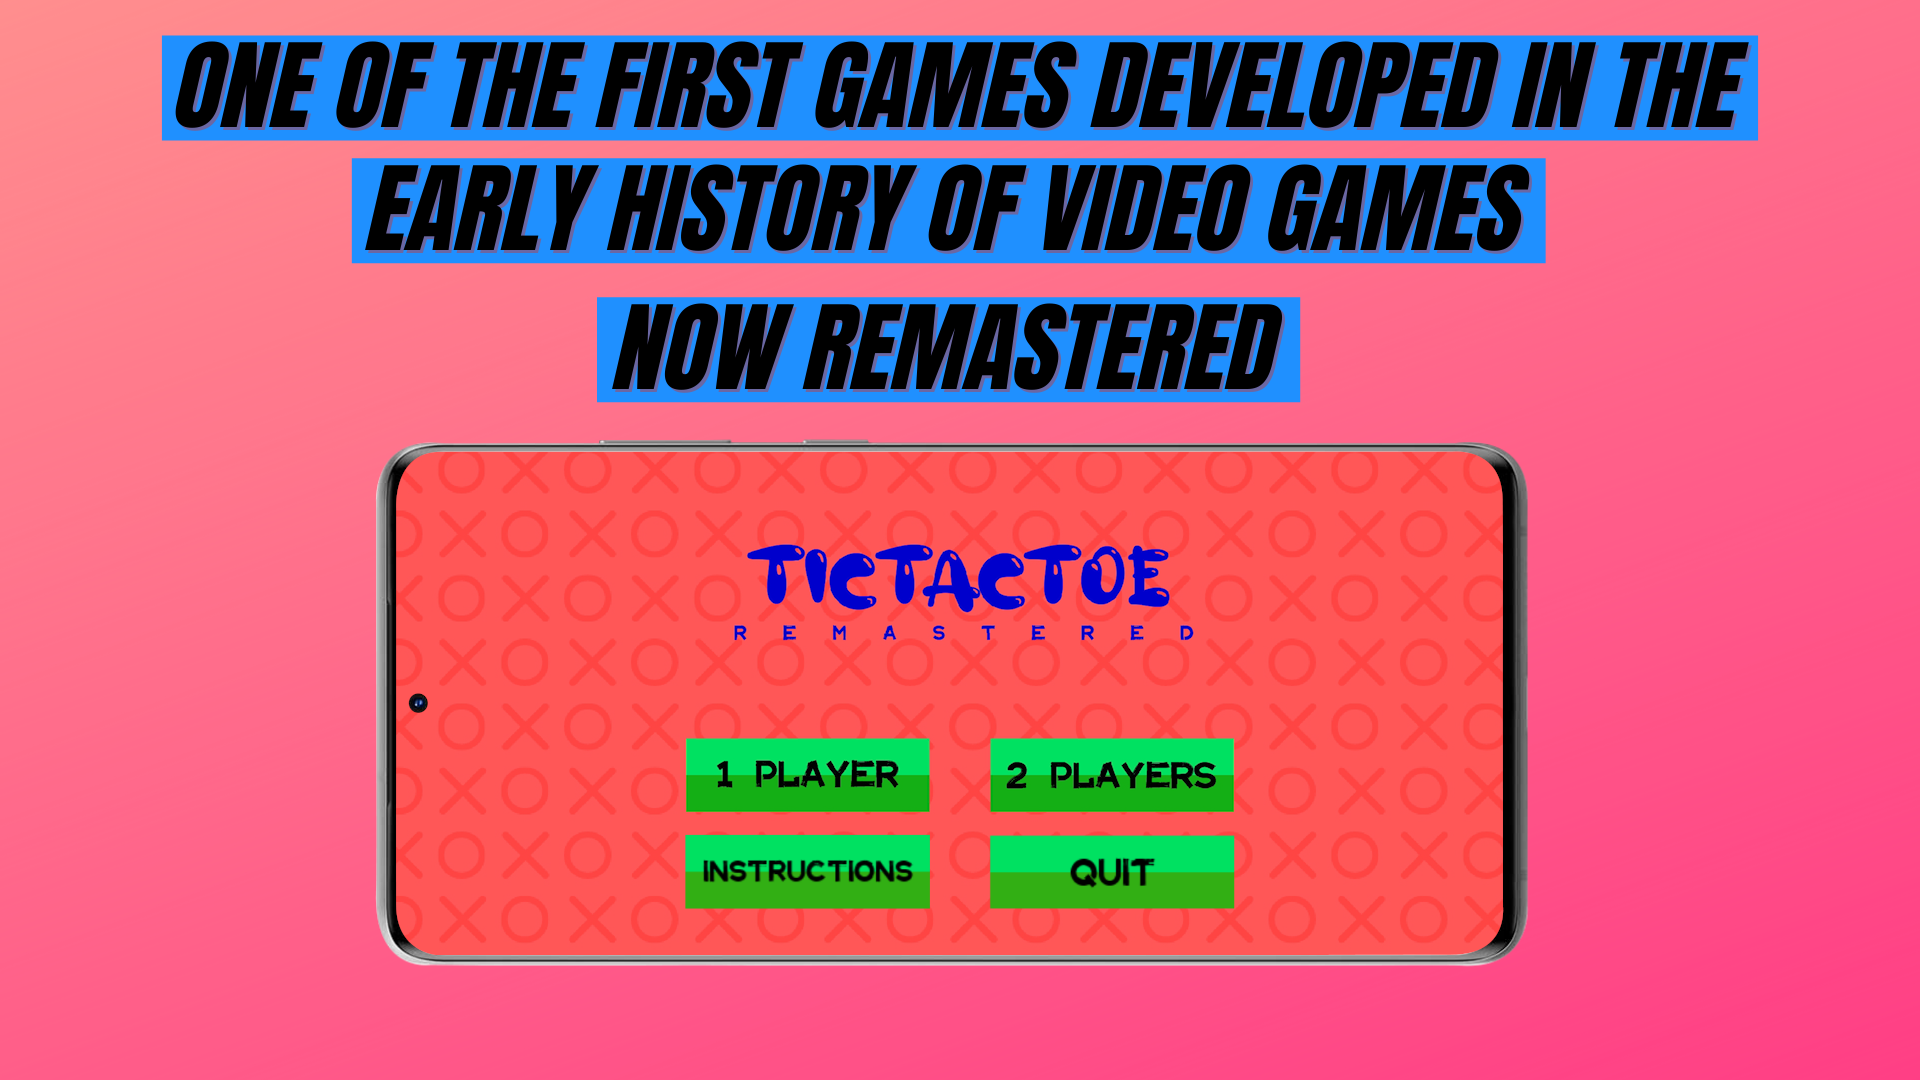 ONE OF THE FIRST GAMES DEVELOPED IN THE
EARLY HISTORY OF VIDEO GAMES
NOW REMASTERED
TICTACTOE
REMASTERED
1 PLAYER
2 PLAYERS
INSTRUCTIONS
QUIT